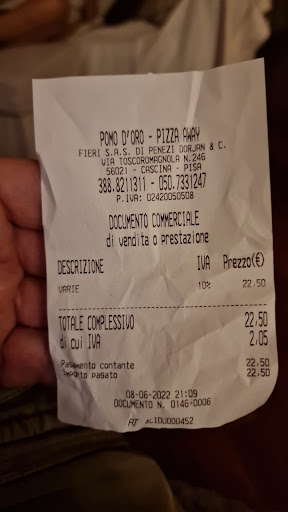 POMO D'ORO - PIZZA AWAY
FIERI S.A.S. DI PENEZI DORJAN & C.
VIA TOSCOROMAGNOLA N.246
56021 - CASCINA - PISA
388.8211311 - 050.7331247
P.IVA: 02420050508
DOCUMENTO COMMERCIALE
di vendita o prestazione
DESCRIZIONE IVA Prezzo(€)
VARIE 10% 22,50
TOTALE COMPLESSIVO 22,50
di cui IVA 2,05
Pagamento contante 22,50
Importo pagato 22,50
08-06-2022 21:09
DOCUMENTO N. 0146-0006